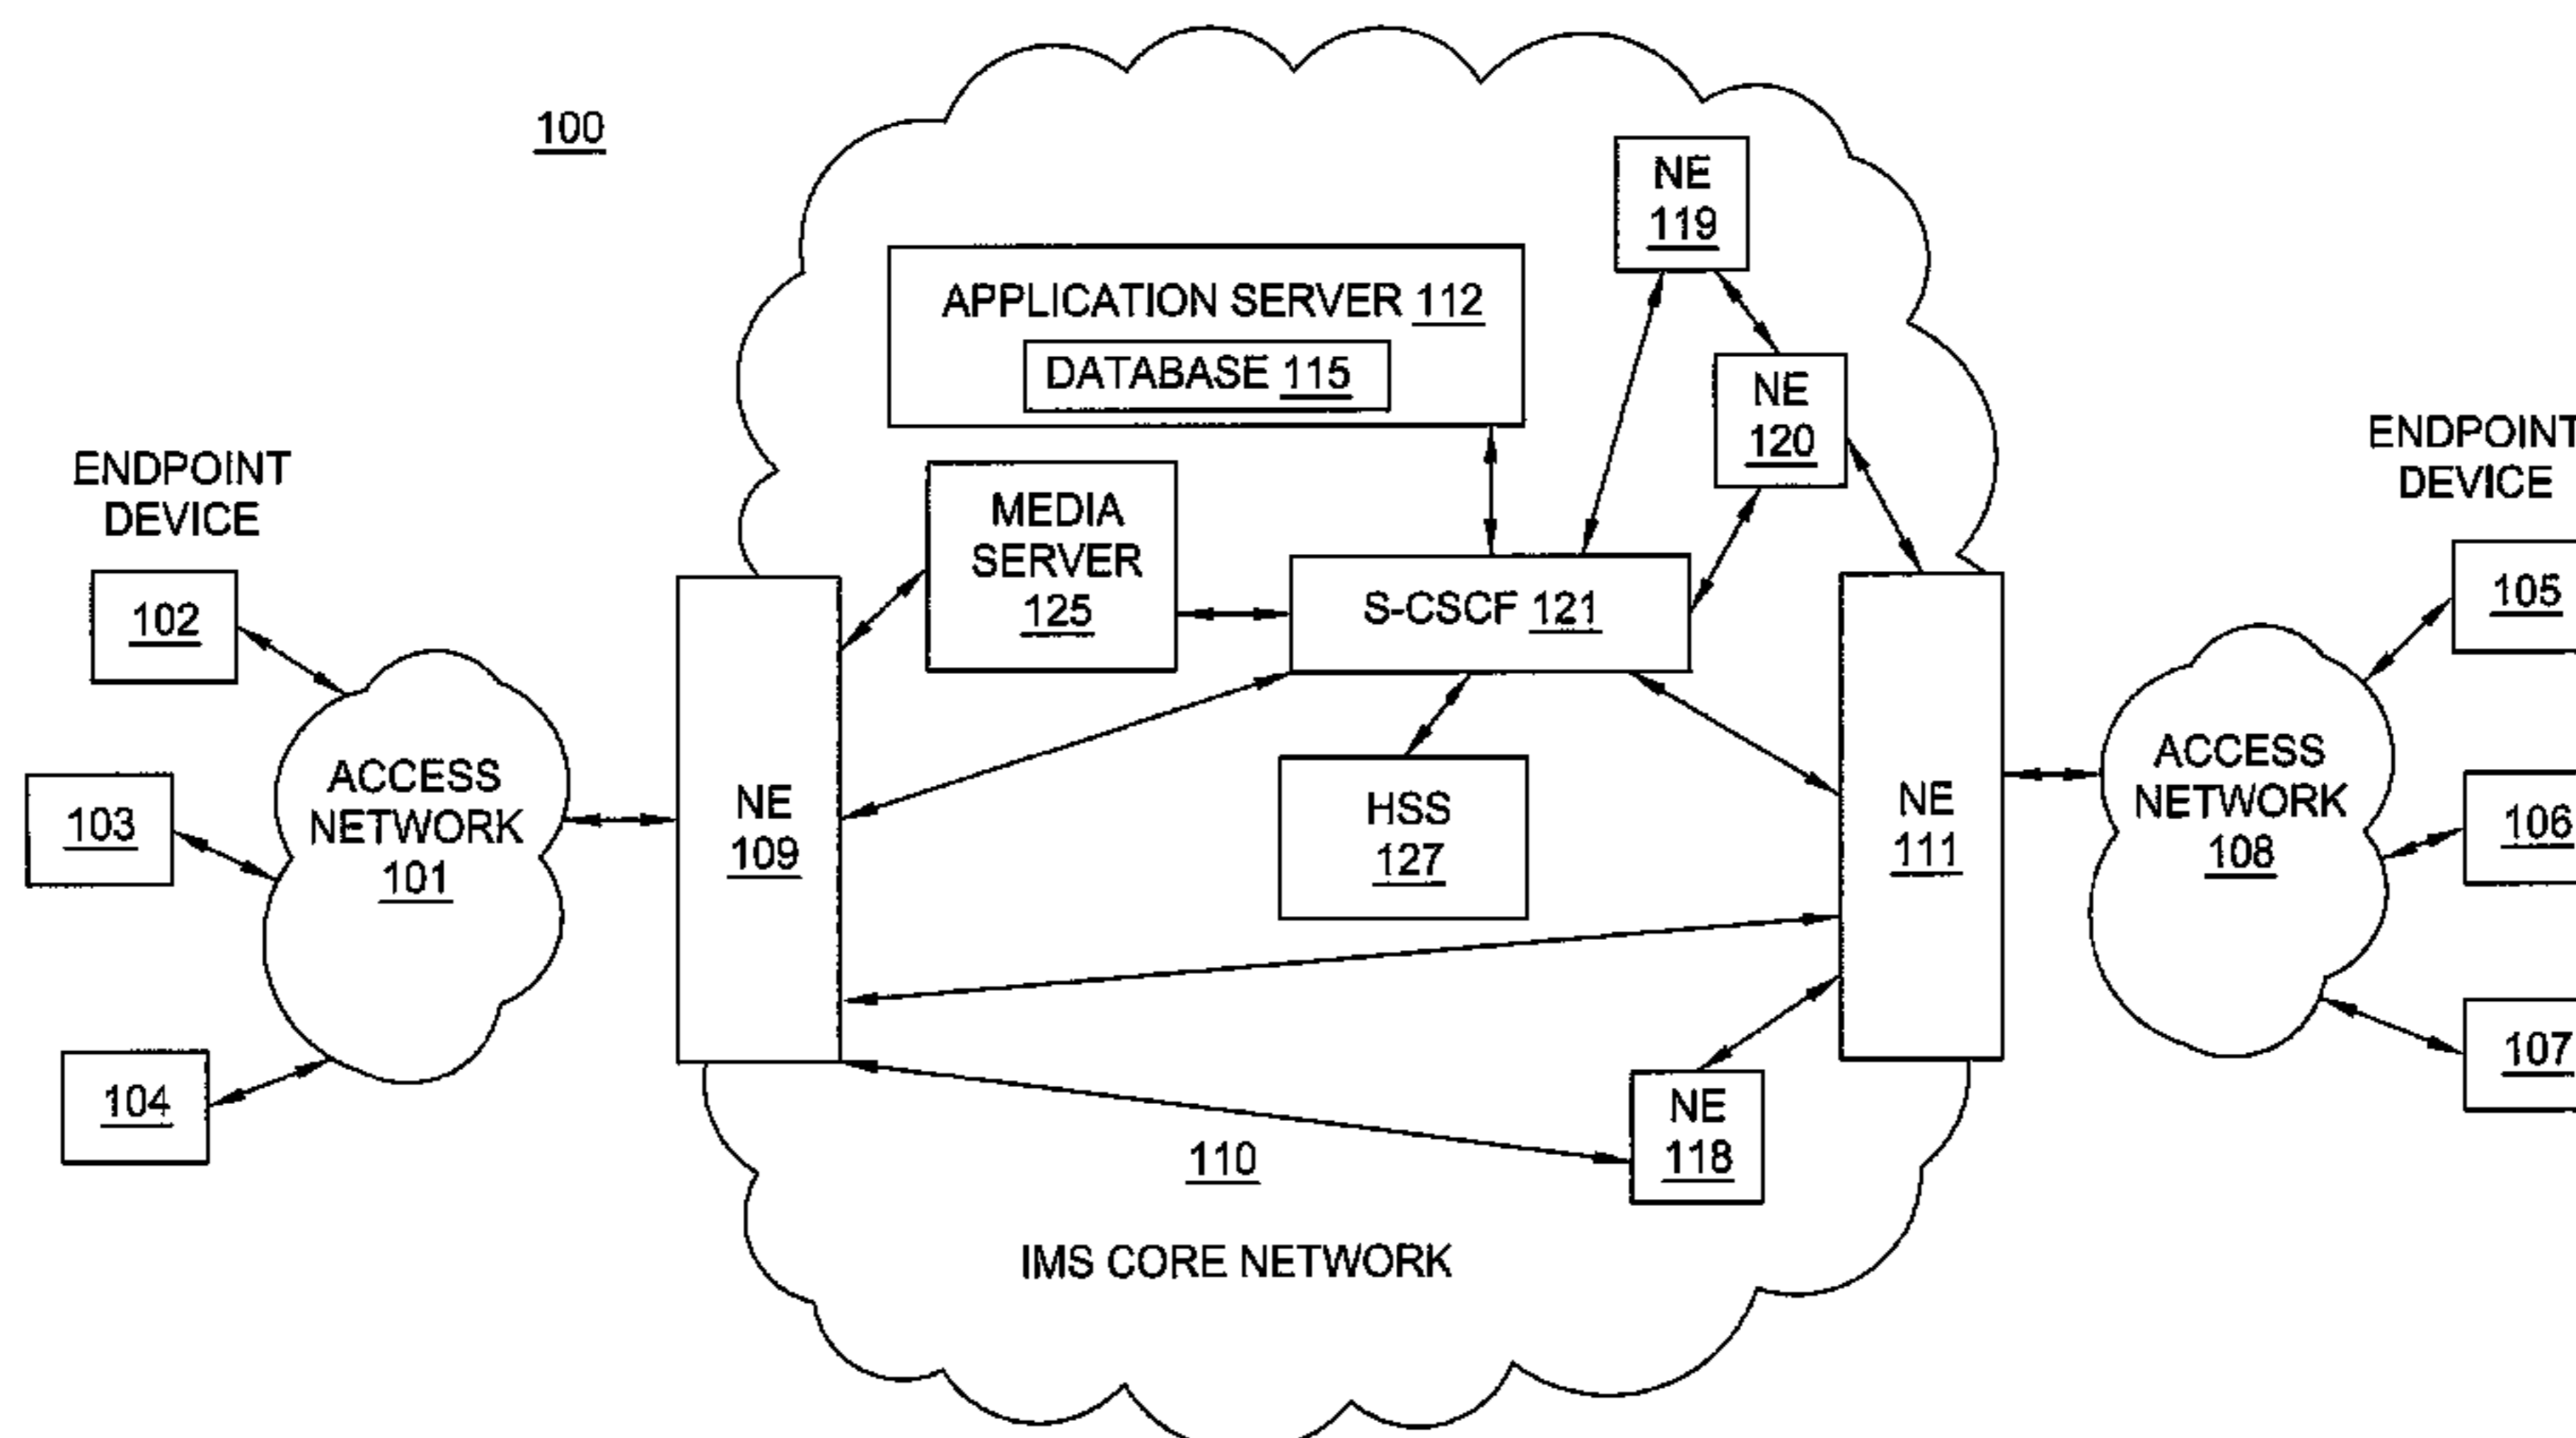 100
ENDPOINT
DEVICE
102
103
104
ACCESS
NETWORK
101
NE
109
APPLICATION SERVER 112
DATABASE 115
MEDIA
SERVER
125
S-CSCF 121
HSS
127
NE
119
NE
120
NE
111
NE
118
110
IMS CORE NETWORK
ACCESS
NETWORK
108
ENDPOINT
DEVICE
105
106
107